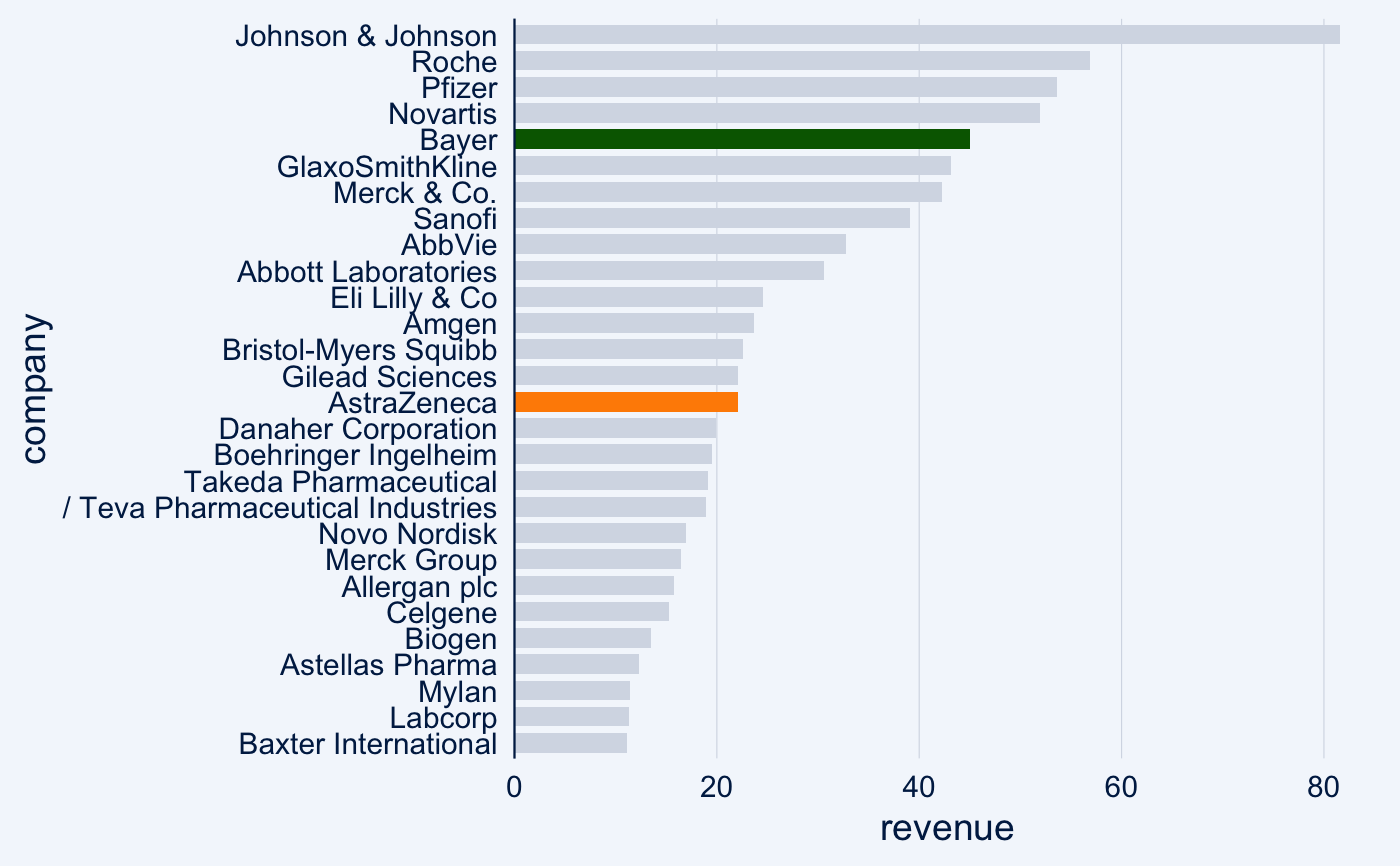 Johnson & Johnson
Roche
Pfizer
Novartis
Bayer
GlaxoSmithKline
Merck & Co.
Sanofi
AbbVie
Abbott Laboratories
Eli Lilly & Co
Amgen
Bristol-Myers Squibb
Gilead Sciences
AstraZeneca
Danaher Corporation
Boehringer Ingelheim
Takeda Pharmaceutical
/ Teva Pharmaceutical Industries
Novo Nordisk
Merck Group
Allergan plc
Celgene
Biogen
Astellas Pharma
Mylan
Labcorp
Baxter International
company
0 20 40 60 80
revenue